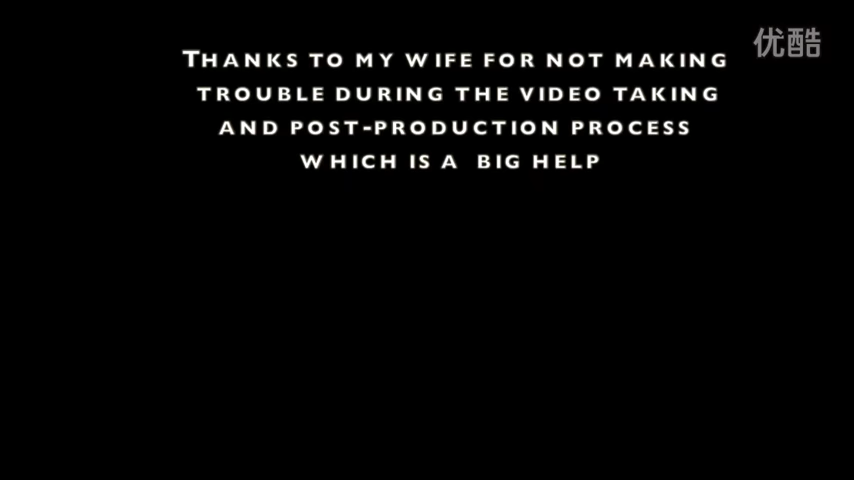 优酷
THANKS TO MY WIFE FOR NOT MAKING
TROUBLE DURING THE VIDEO TAKING
AND POST-PRODUCTION PROCESS
WHICH IS A BIG HELP